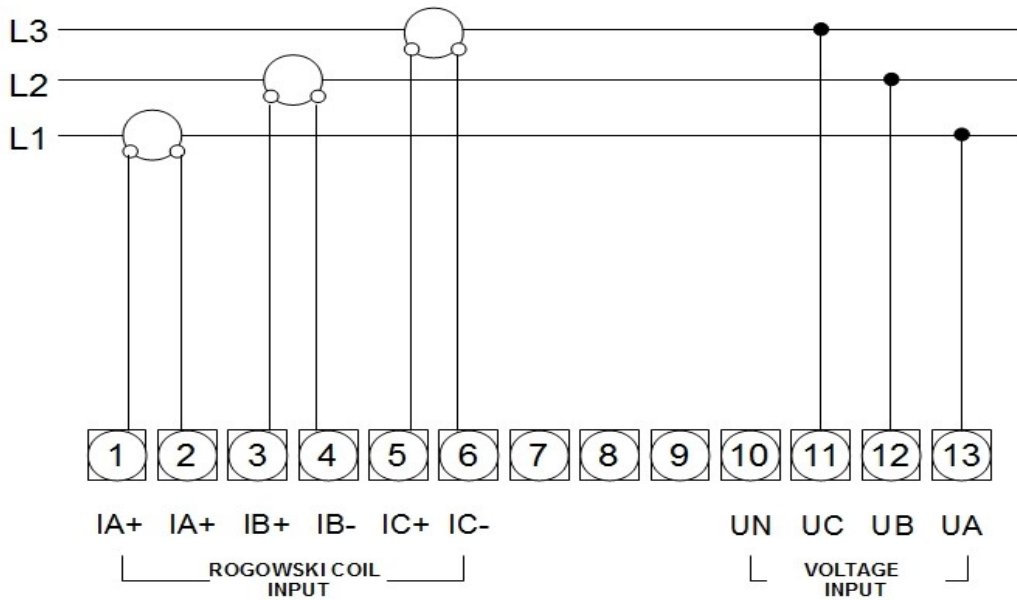 L3
L2
L1
1 2 3 4 5 6 7 8 9 10 11 12 13
IA+ IA+ IB+ IB- IC+ IC- UN UC UB UA
ROGOWSKI COIL
INPUT
VOLTAGE
INPUT